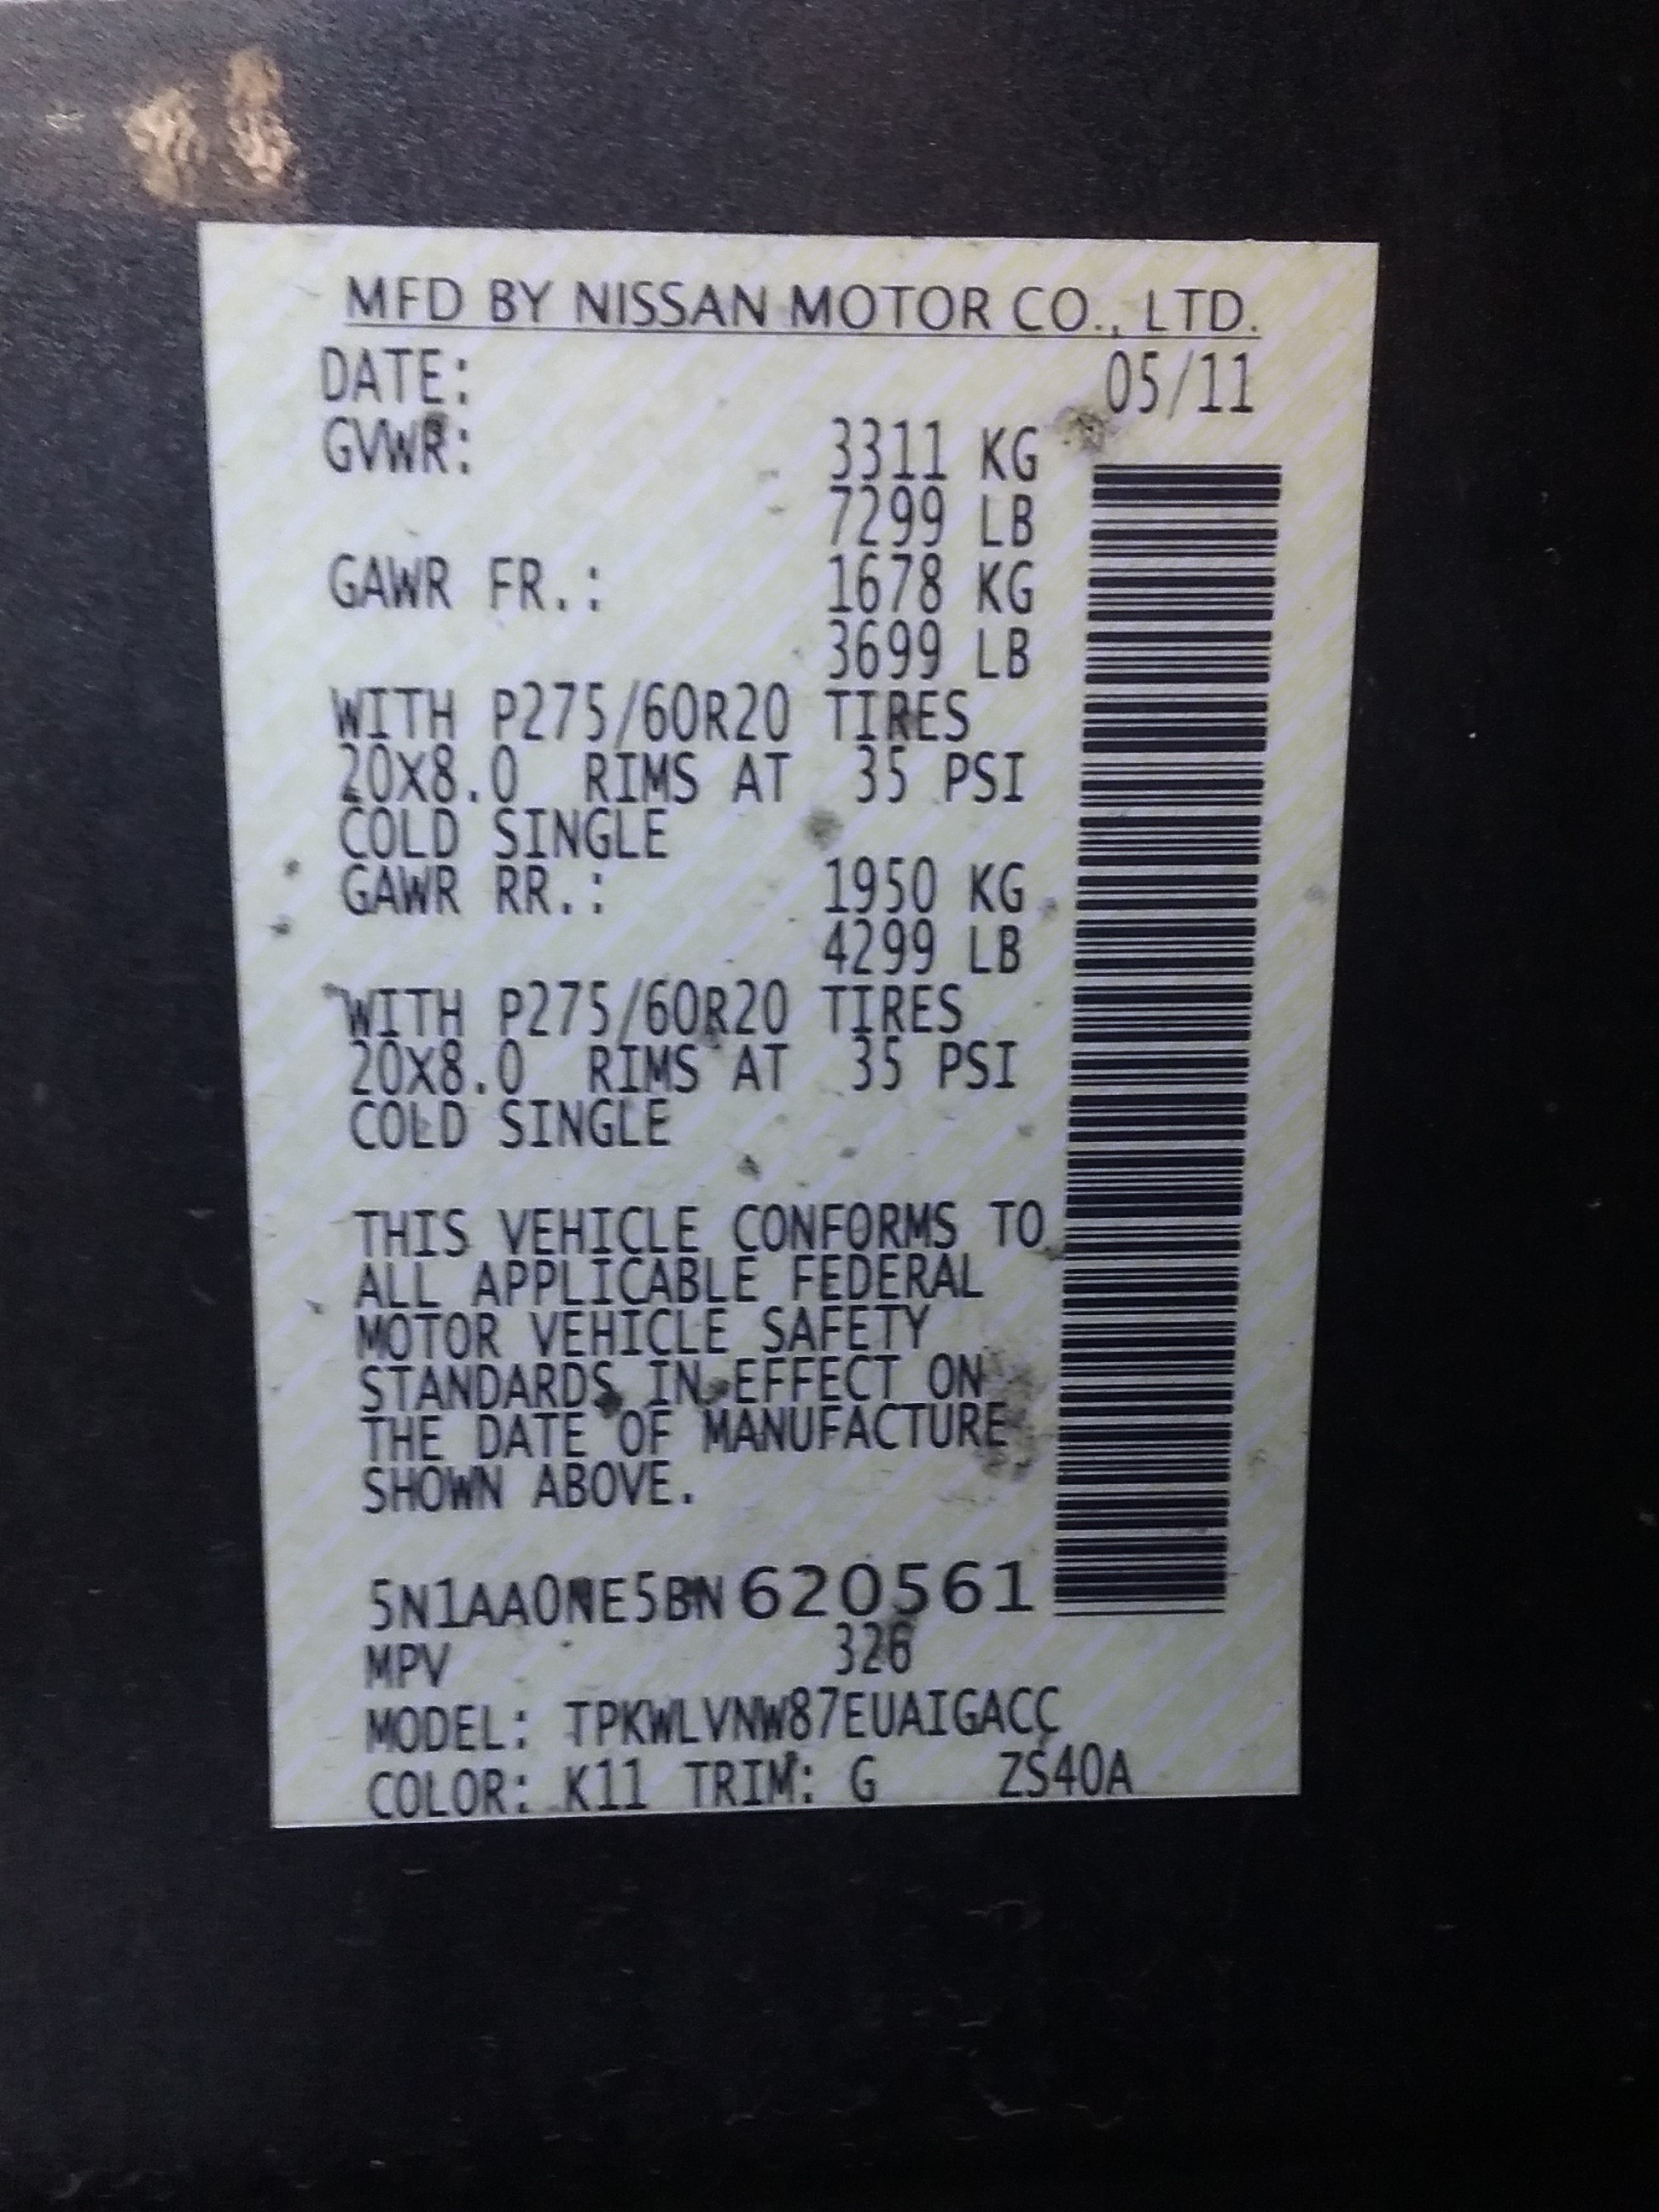 MFD BY NISSAN MOTOR CO., LTD.
DATE: 05/11
GVWR: 3311 KG
7299 LB
GAWR FR.: 1678 KG
3699 LB
WITH P275/60R20 TIRES
20X8.0 RIMS AT 35 PSI
COLD SINGLE
GAWR RR.: 1950 KG
4299 LB
WITH P275/60R20 TIRES
20X8.0 RIMS AT 35 PSI
COLD SINGLE
THIS VEHICLE CONFORMS TO
ALL APPLICABLE FEDERAL
MOTOR VEHICLE SAFETY
STANDARDS IN EFFECT ON
THE DATE OF MANUFACTURE
SHOWN ABOVE.
5N1AA0NE5BN620561
MPV 326
MODEL: TPKWLVNW87EUAIGACC
COLOR: K11 TRIM: G ZS40A